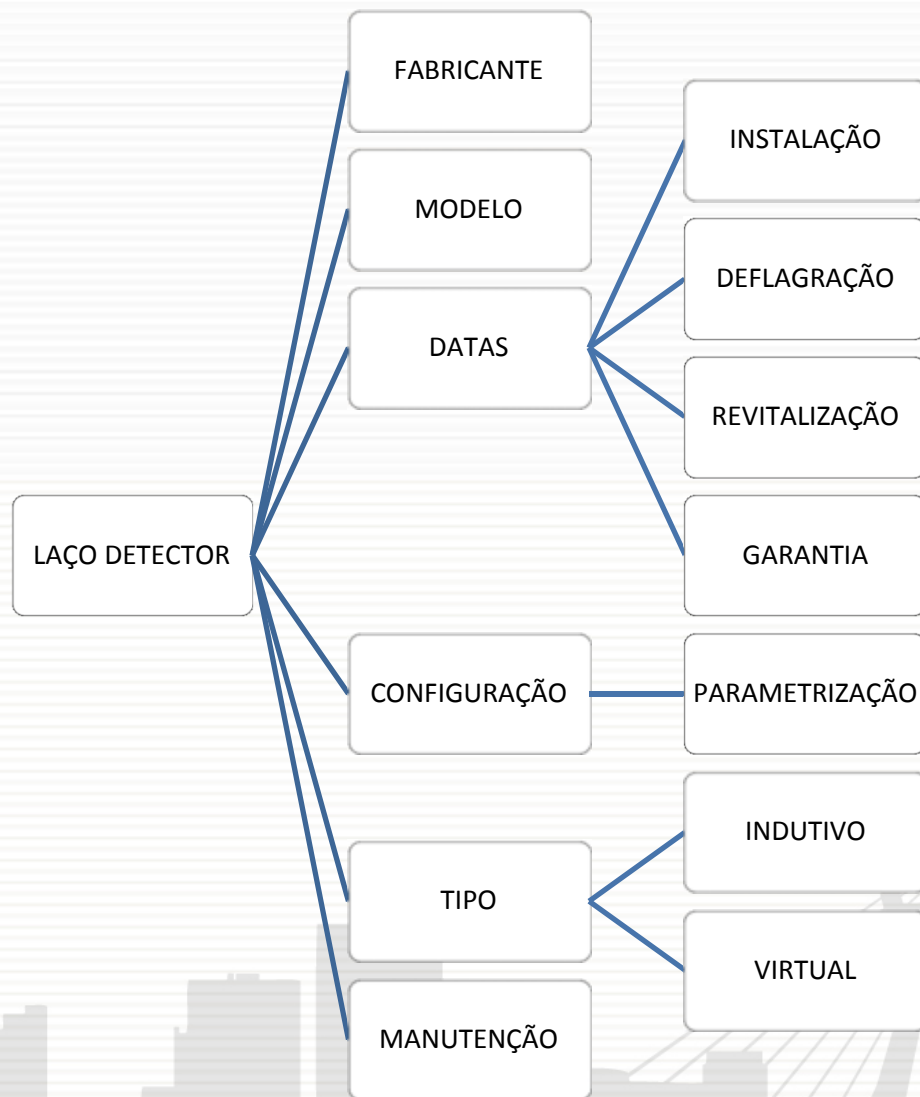 LAÇO DETECTOR
FABRICANTE
MODELO
DATAS
INSTALAÇÃO
DEFLAGRAÇÃO
REVITALIZAÇÃO
GARANTIA
CONFIGURAÇÃO
PARAMETRIZAÇÃO
TIPO
INDUTIVO
VIRTUAL
MANUTENÇÃO